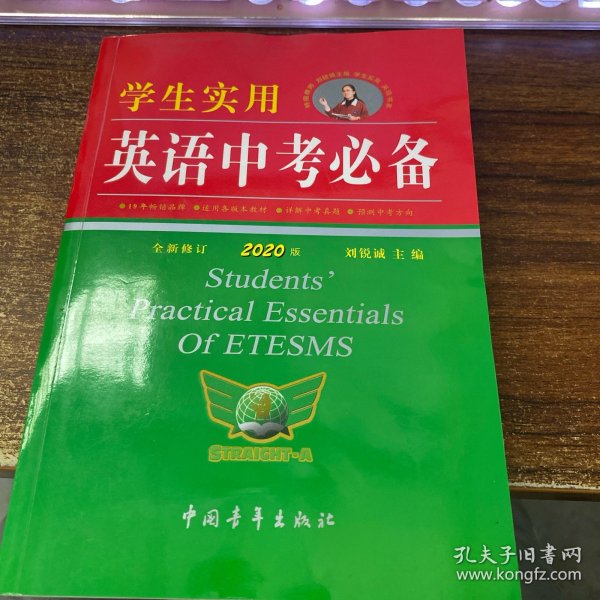 学生实用
英语中考必备
●19年畅销品牌 ●适用各版本教材 ●详解中考真题 ●预测中考方向
全新修订 2020版 刘锐诚 主编
Students'
Practical Essentials
Of ETESMS
STRAIGHT-A
中国青年出版社
孔夫子旧书网
www.kongfz.com